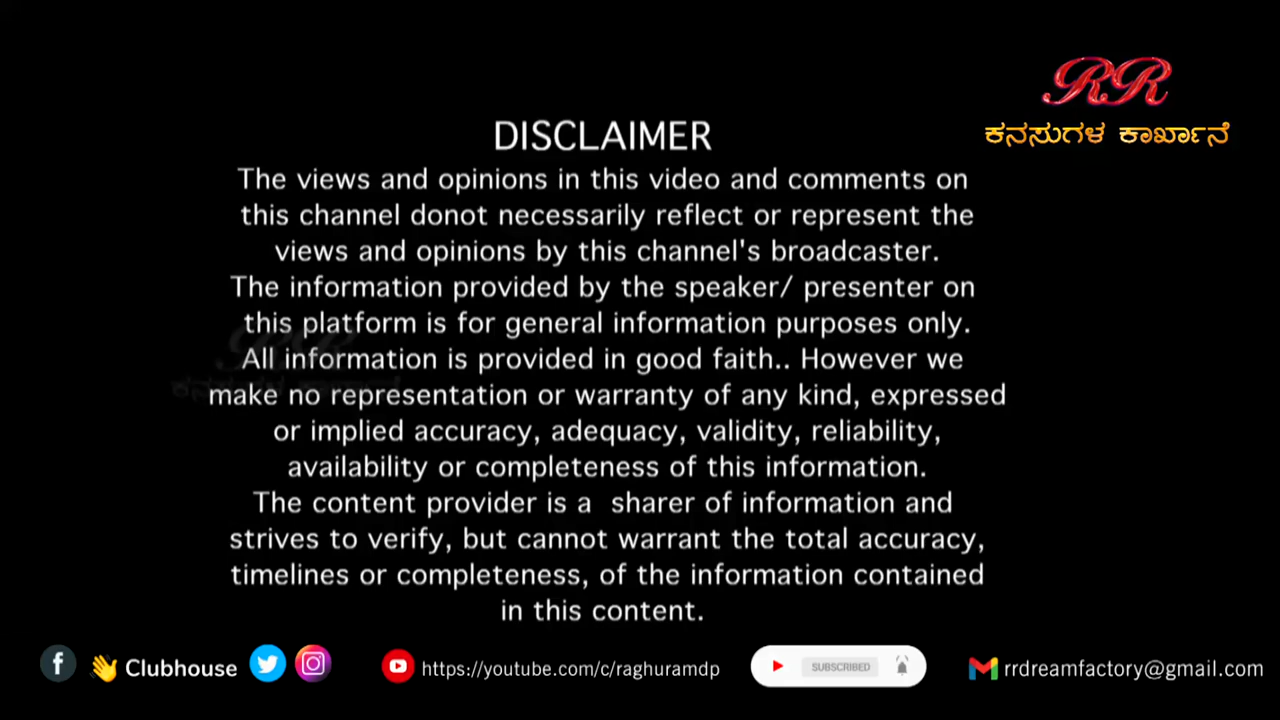 RR
ಕನಸುಗಳ ಕಾರ್ಖಾನೆ
DISCLAIMER
The views and opinions in this video and comments on
this channel donot necessarily reflect or represent the
views and opinions by this channel's broadcaster.
The information provided by the speaker/ presenter on
this platform is for general information purposes only.
All information is provided in good faith.. However we
make no representation or warranty of any kind, expressed
or implied accuracy, adequacy, validity, reliability,
availability or completeness of this information.
The content provider is a sharer of information and
strives to verify, but cannot warrant the total accuracy,
timelines or completeness, of the information contained
in this content.
RR
ಕನಸುಗಳ ಕಾರ್ಖಾನೆ
Clubhouse https://youtube.com/c/raghuramdp SUBSCRIBED rrdreamfactory@gmail.com